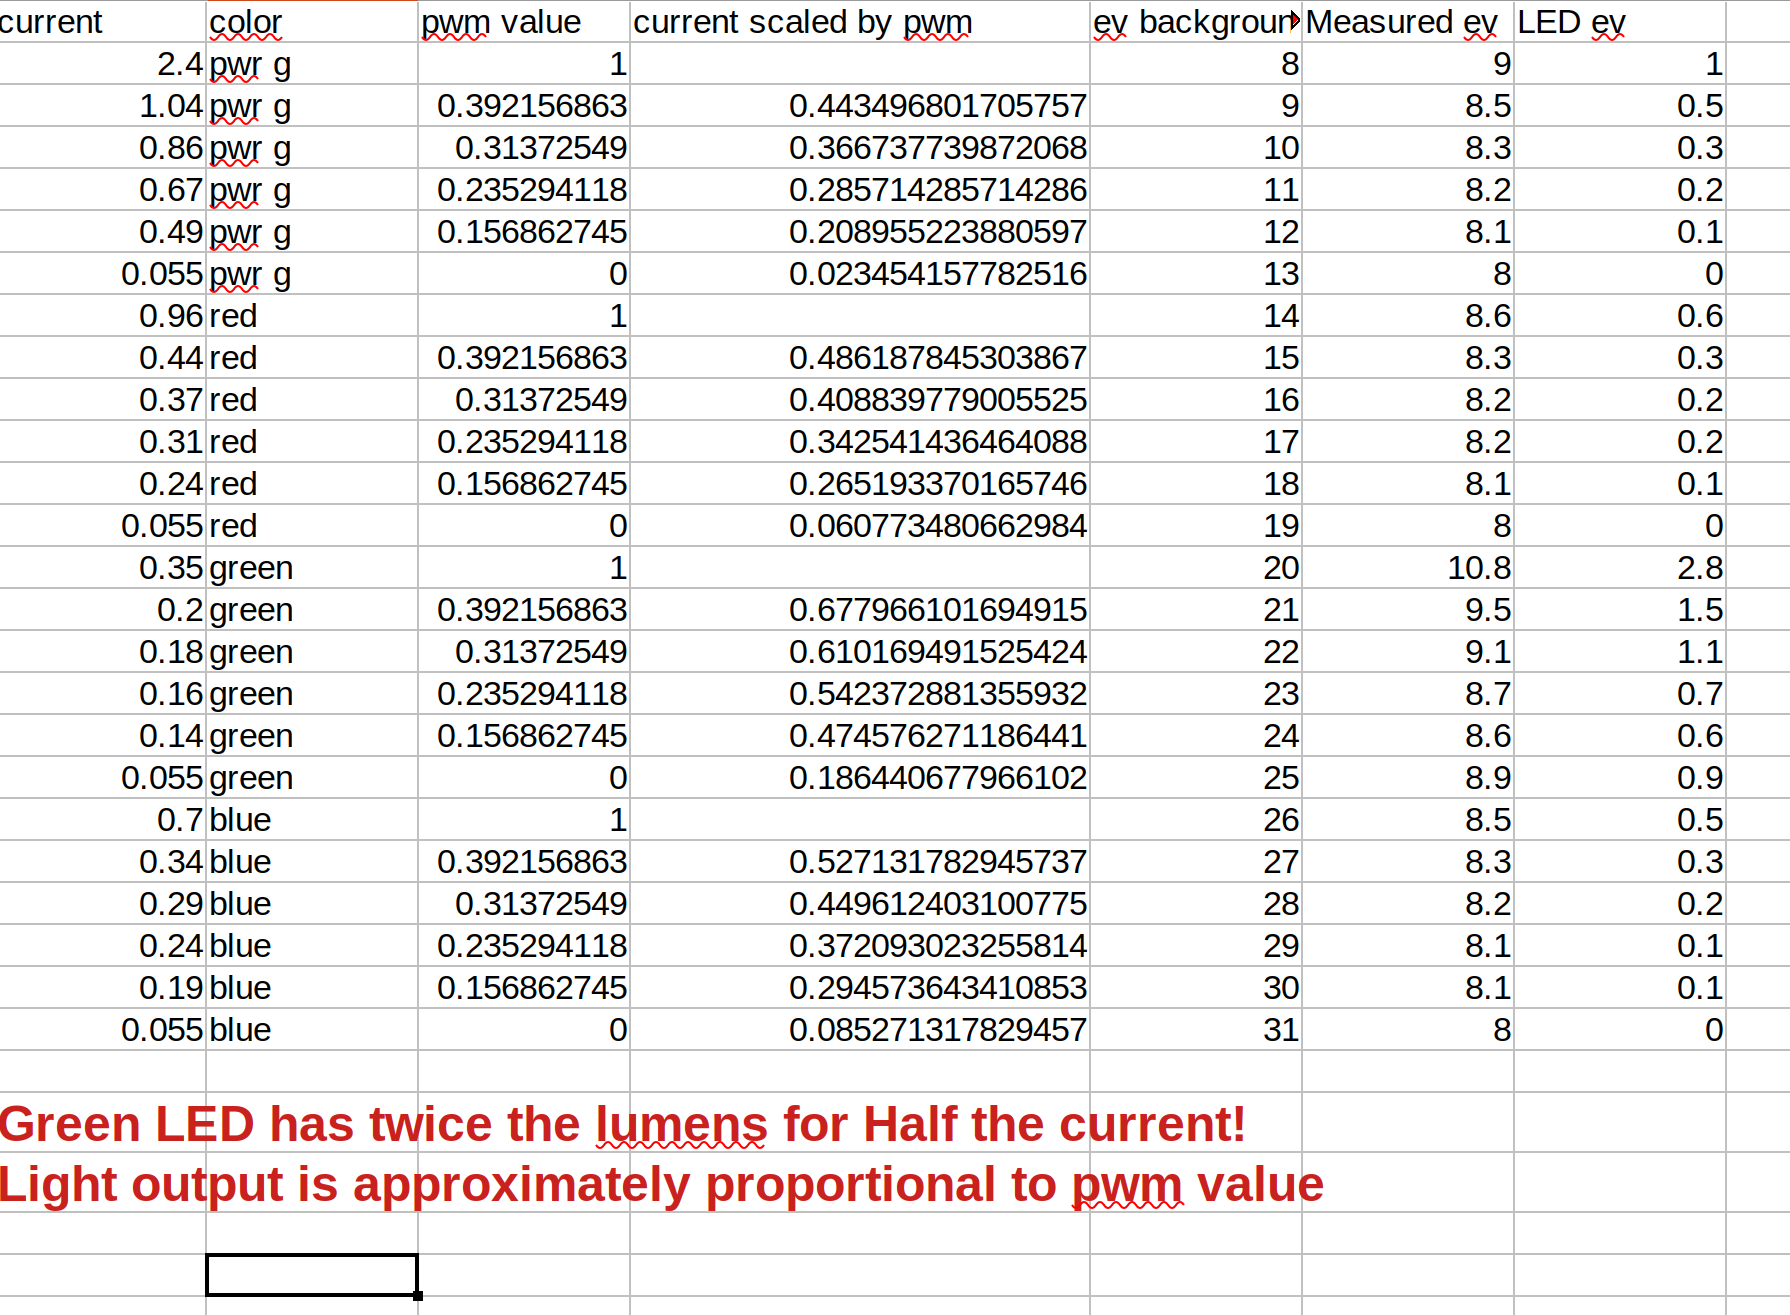 current color pwm value current scaled by pwm ev backgroun Measured ev LED ev
2.4 pwr g 1 8 9 1
1.04 pwr g 0.392156863 0.443496801705757 9 8.5 0.5
0.86 pwr g 0.31372549 0.366737739872068 10 8.3 0.3
0.67 pwr g 0.235294118 0.285714285714286 11 8.2 0.2
0.49 pwr g 0.156862745 0.208955223880597 12 8.1 0.1
0.055 pwr g 0 0.023454157782516 13 8 0
0.96 red 1 14 8.6 0.6
0.44 red 0.392156863 0.486187845303867 15 8.3 0.3
0.37 red 0.31372549 0.408839779005525 16 8.2 0.2
0.31 red 0.235294118 0.342541436464088 17 8.2 0.2
0.24 red 0.156862745 0.265193370165746 18 8.1 0.1
0.055 red 0 0.060773480662984 19 8 0
0.35 green 1 20 10.8 2.8
0.2 green 0.392156863 0.677966101694915 21 9.5 1.5
0.18 green 0.31372549 0.610169491525424 22 9.1 1.1
0.16 green 0.235294118 0.542372881355932 23 8.7 0.7
0.14 green 0.156862745 0.474576271186441 24 8.6 0.6
0.055 green 0 0.186440677966102 25 8.9 0.9
0.7 blue 1 26 8.5 0.5
0.34 blue 0.392156863 0.527131782945737 27 8.3 0.3
0.29 blue 0.31372549 0.449612403100775 28 8.2 0.2
0.24 blue 0.235294118 0.372093023255814 29 8.1 0.1
0.19 blue 0.156862745 0.294573643410853 30 8.1 0.1
0.055 blue 0 0.085271317829457 31 8 0
Green LED has twice the lumens for Half the current!
Light output is approximately proportional to pwm value